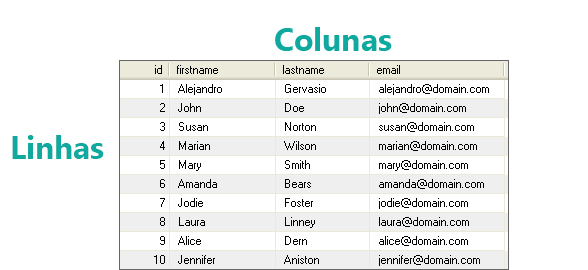 Colunas
id firstname lastname email
1 Alejandro Gervasio alejandro@domain.com
2 John Doe john@domain.com
3 Susan Norton susan@domain.com
Linhas
4 Marian Wilson marian@domain.com
5 Mary Smith mary@domain.com
6 Amanda Bears amanda@domain.com
7 Jodie Foster jodie@domain.com
8 Laura Linney laura@domain.com
9 Alice Dern alice@domain.com
10 Jennifer Aniston jennifer@domain.com